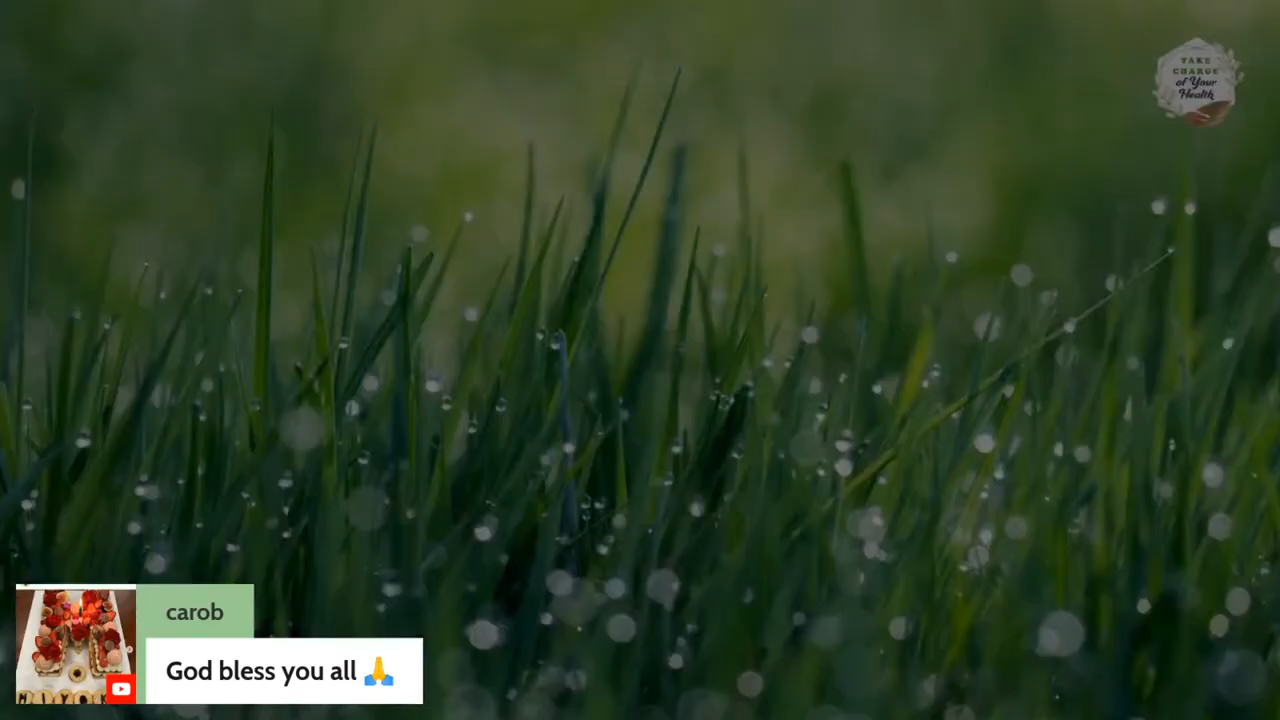 TAKE
CHARGE
of Your
Health
carob
God bless you all 🙏